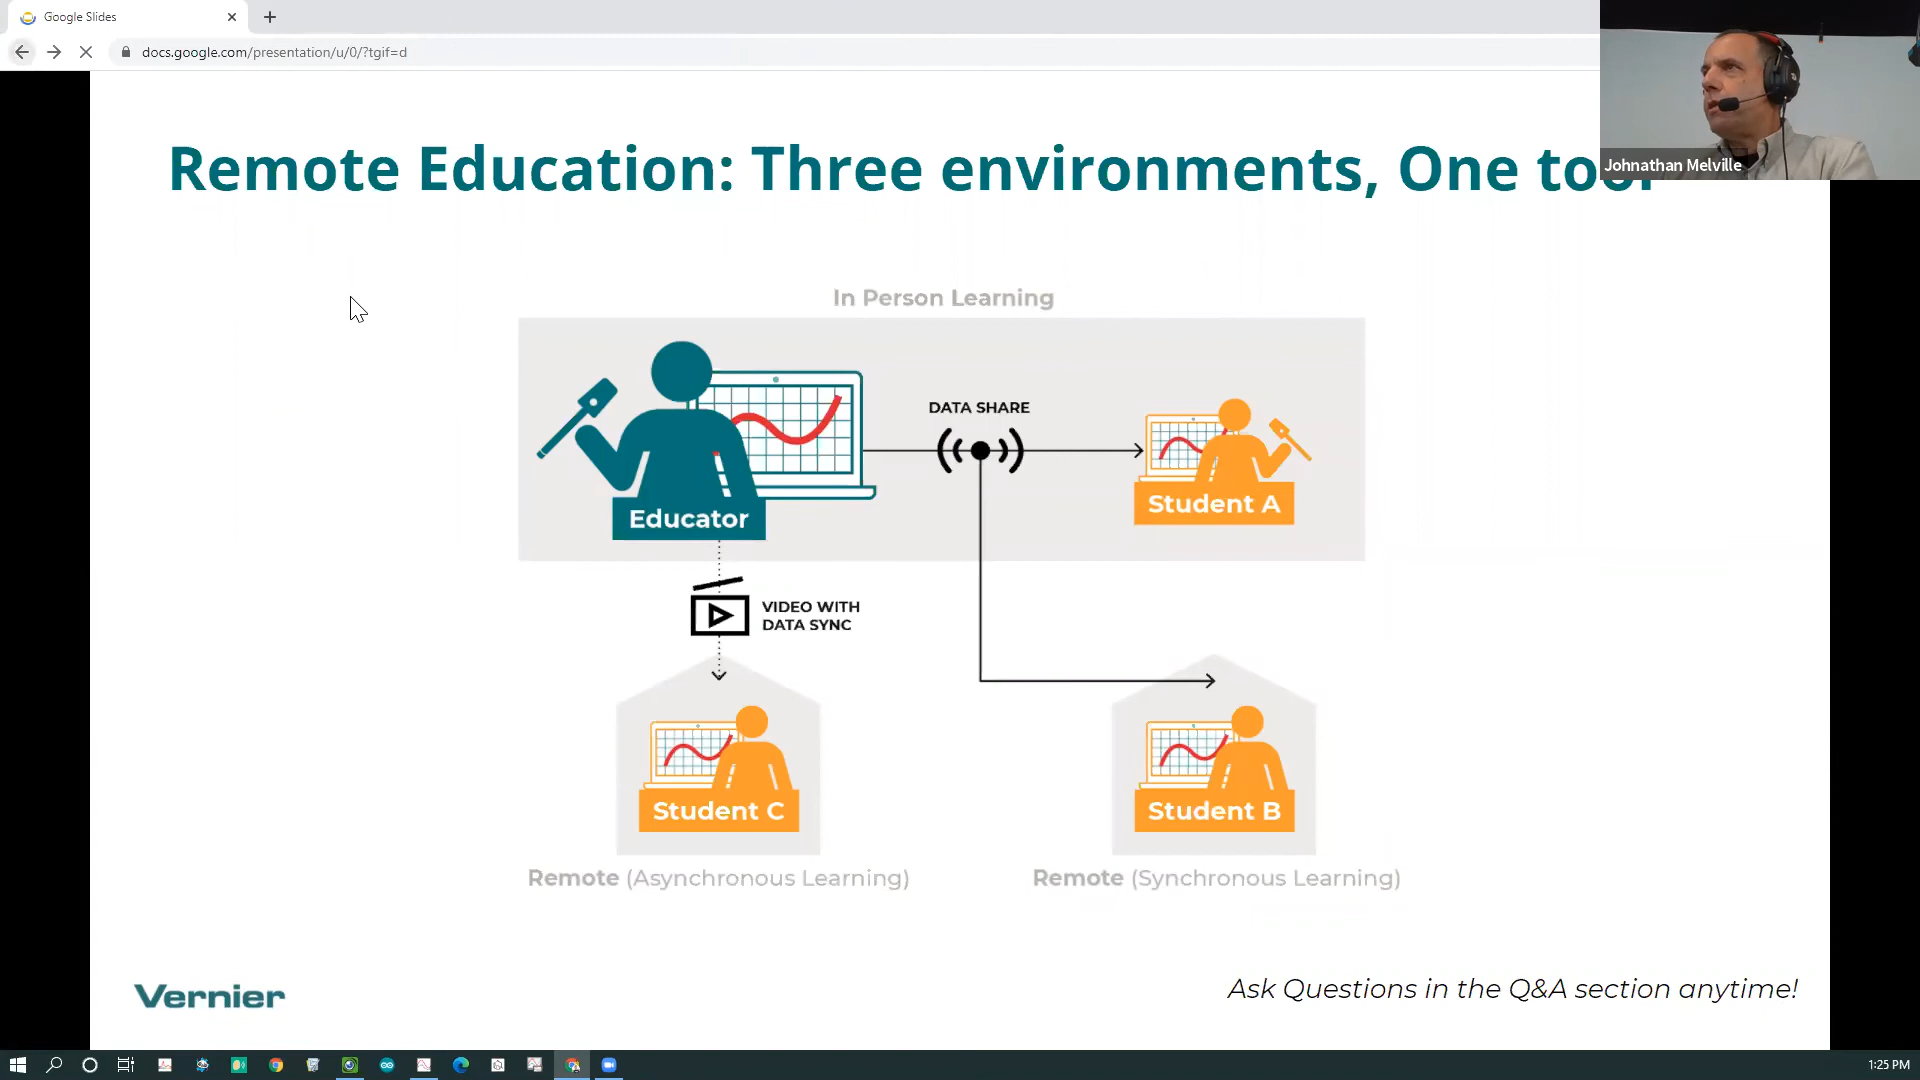 Google Slides
docs.google.com/presentation/u/0/?tgif=d
Johnathan Melville
Remote Education: Three environments, One tool
In Person Learning
DATA SHARE
Educator
Student A
VIDEO WITH
DATA SYNC
Student C
Student B
Remote (Asynchronous Learning)
Remote (Synchronous Learning)
Vernier
Ask Questions in the Q&A section anytime!
1:25 PM